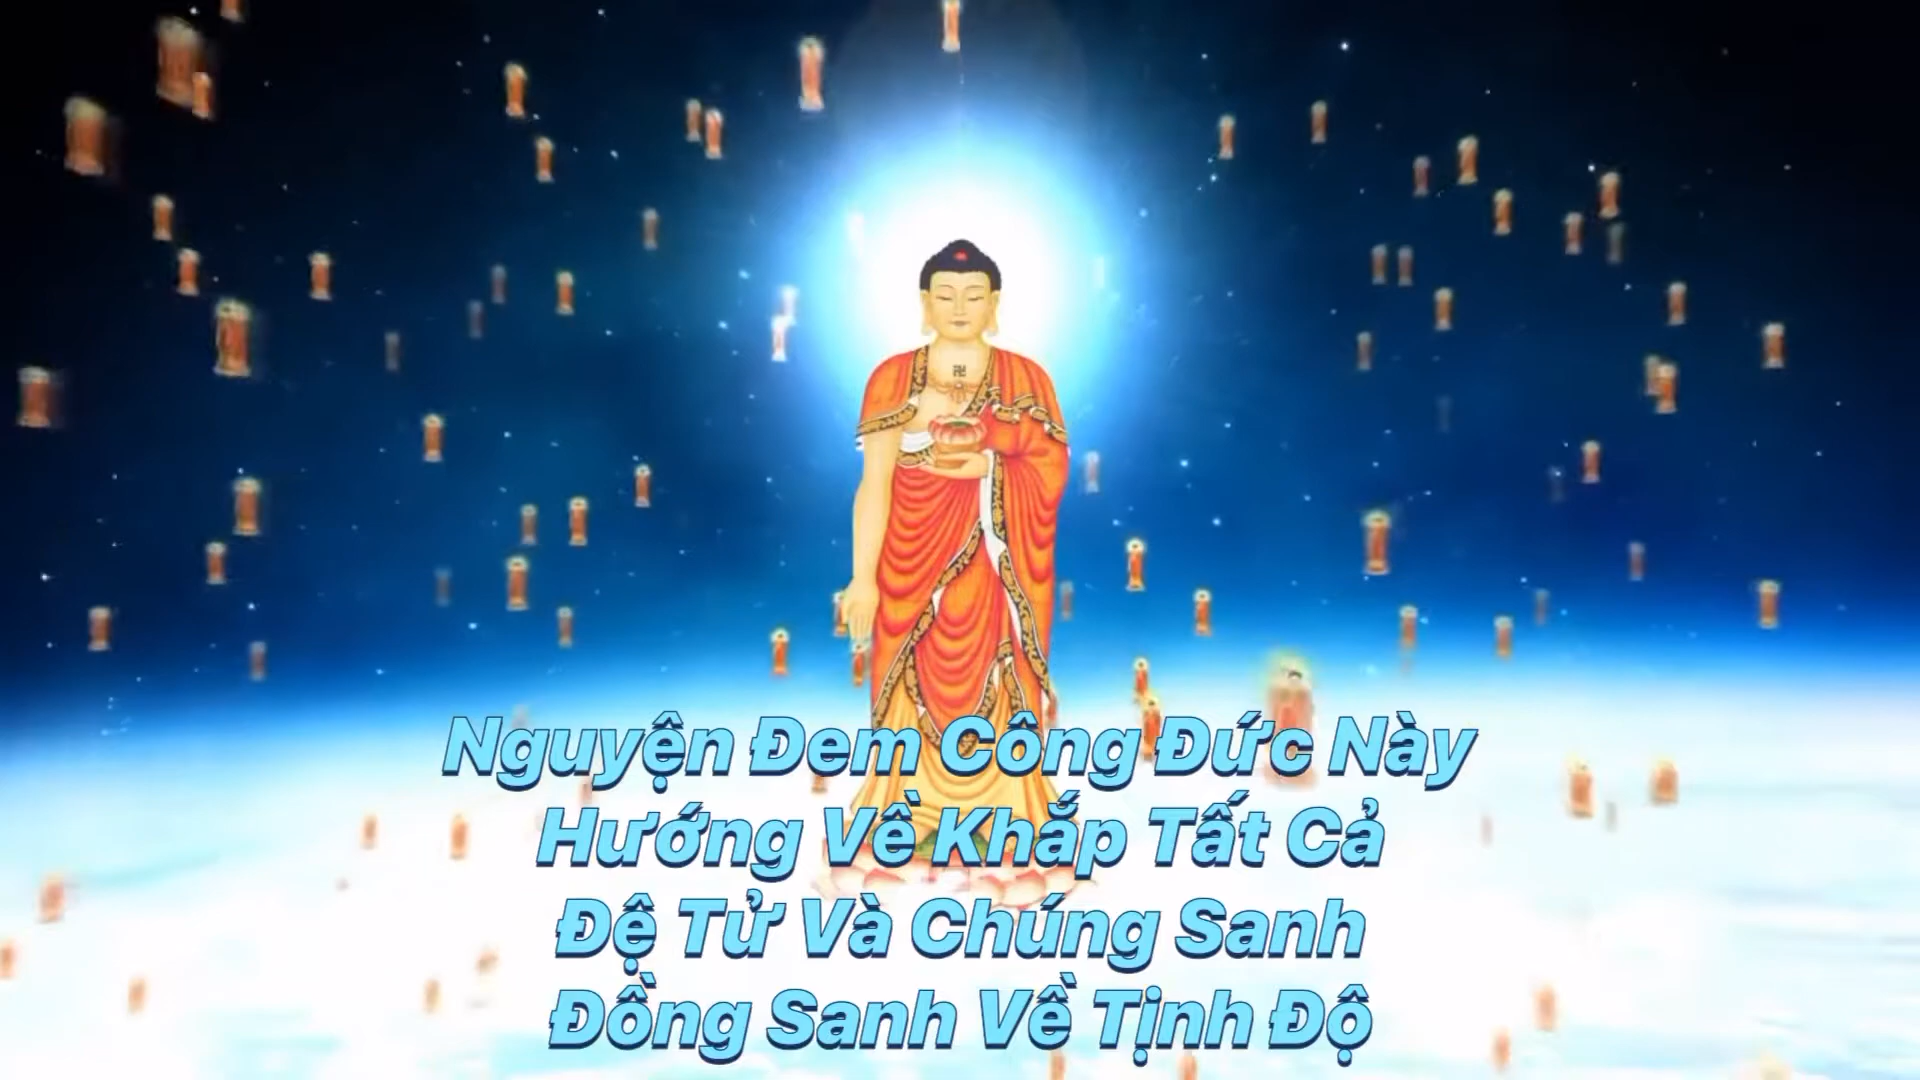 卍
Nguyện Đem Công Đức Này
Hướng Về Khắp Tất Cả
Đệ Tử Và Chúng Sanh
Đồng Sanh Về Tịnh Độ